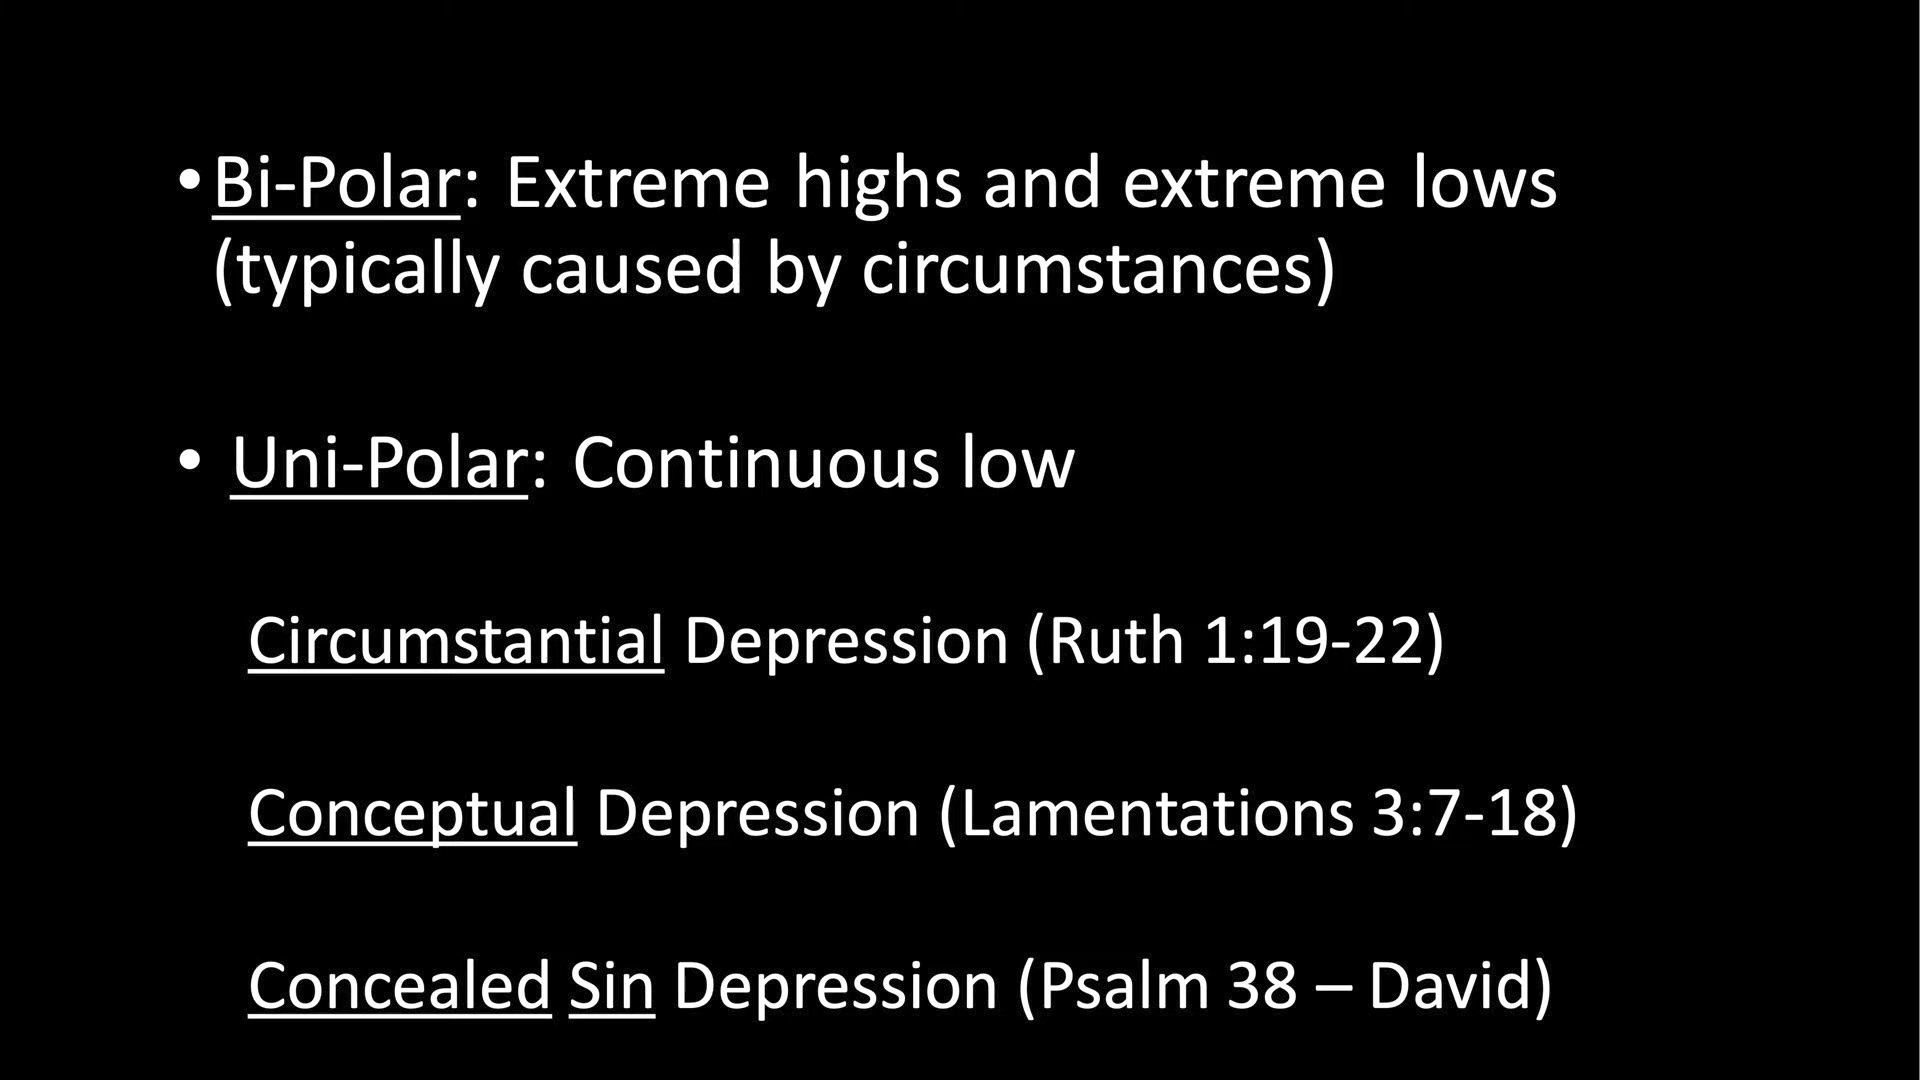 •Bi-Polar: Extreme highs and extreme lows
(typically caused by circumstances)
• Uni-Polar: Continuous low
Circumstantial Depression (Ruth 1:19-22)
Conceptual Depression (Lamentations 3:7-18)
Concealed Sin Depression (Psalm 38 – David)